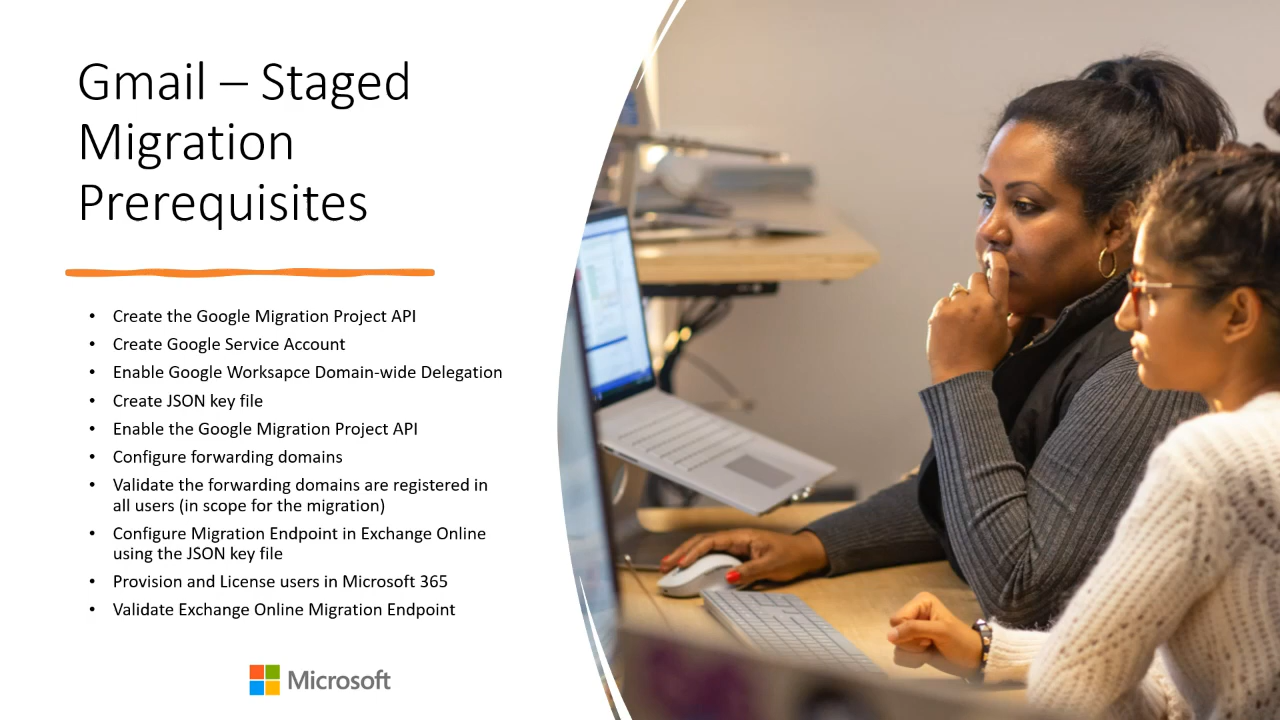 Gmail – Staged
Migration
Prerequisites
• Create the Google Migration Project API
• Create Google Service Account
• Enable Google Worksapce Domain-wide Delegation
• Create JSON key file
• Enable the Google Migration Project API
• Configure forwarding domains
• Validate the forwarding domains are registered in
all users (in scope for the migration)
• Configure Migration Endpoint in Exchange Online
using the JSON key file
• Provision and License users in Microsoft 365
• Validate Exchange Online Migration Endpoint
Microsoft